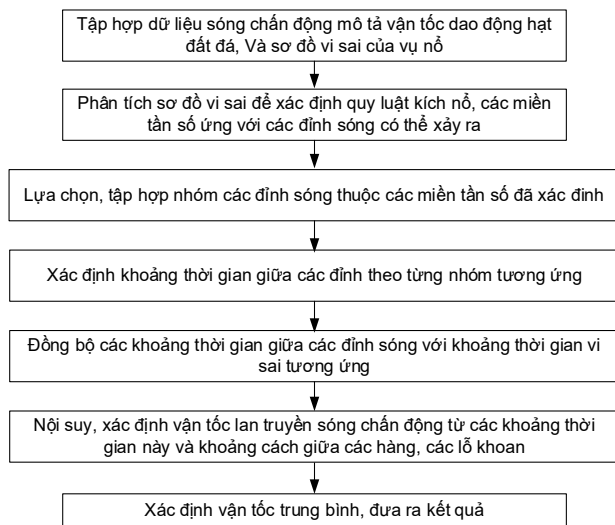 Tập hợp dữ liệu sóng chấn động mô tả vận tốc dao động hạt
đất đá, Và sơ đồ vi sai của vụ nổ
Phân tích sơ đồ vi sai để xác định quy luật kích nổ, các miền
tần số ứng với các đỉnh sóng có thể xảy ra
Lựa chọn, tập hợp nhóm các đỉnh sóng thuộc các miền tần số đã xác đinh
Xác định khoảng thời gian giữa các đỉnh theo từng nhóm tương ứng
Đồng bộ các khoảng thời gian giữa các đỉnh sóng với khoảng thời gian vi
sai tương ứng
Nội suy, xác định vận tốc lan truyền sóng chấn động từ các khoảng thời
gian này và khoảng cách giữa các hàng, các lỗ khoan
Xác định vận tốc trung bình, đưa ra kết quả